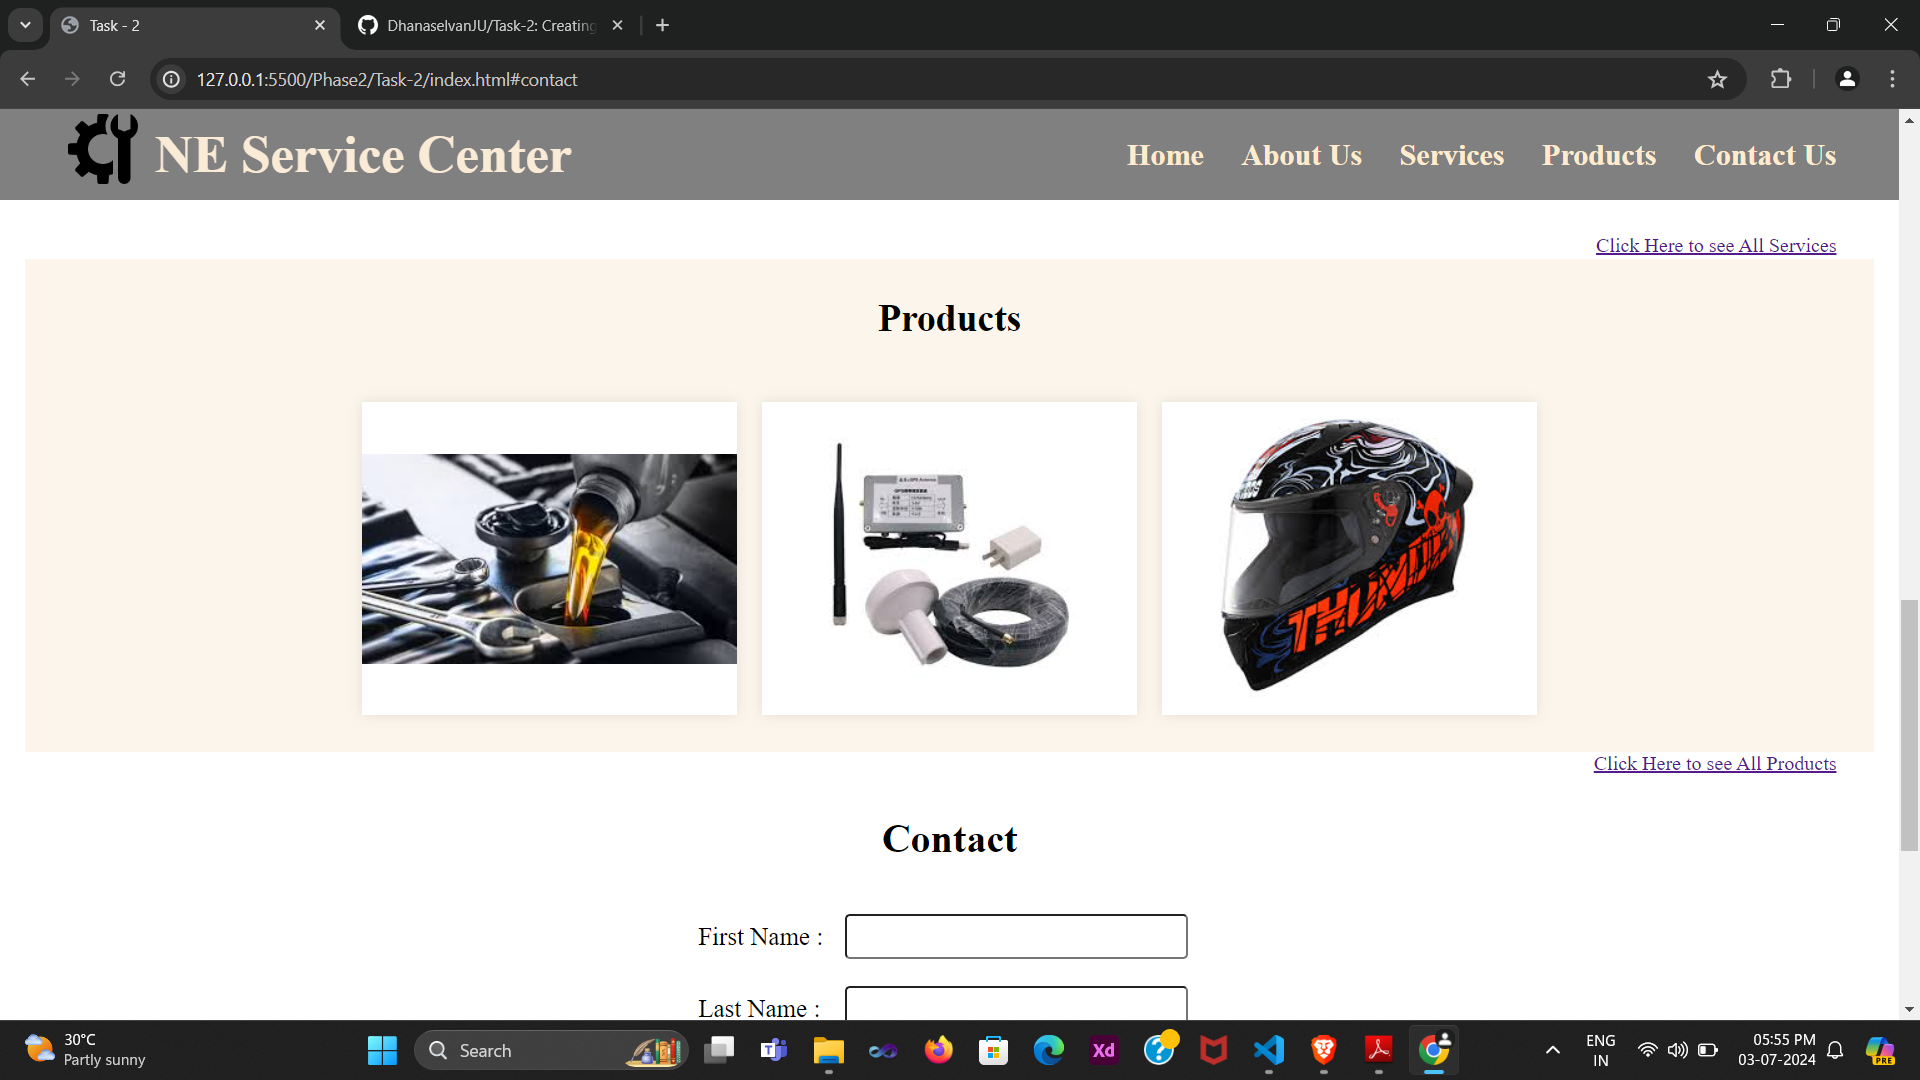 Task - 2
DhanaselvanJU/Task-2: Creating
127.0.0.1:5500/Phase2/Task-2/index.html#contact
NE Service Center
Home About Us Services Products Contact Us
Click Here to see All Services
Products
THUNDER
Click Here to see All Products
Contact
First Name :
Last Name :
30°C
Partly sunny
Search
Xd
PRE
ENG
IN
05:55 PM
03-07-2024